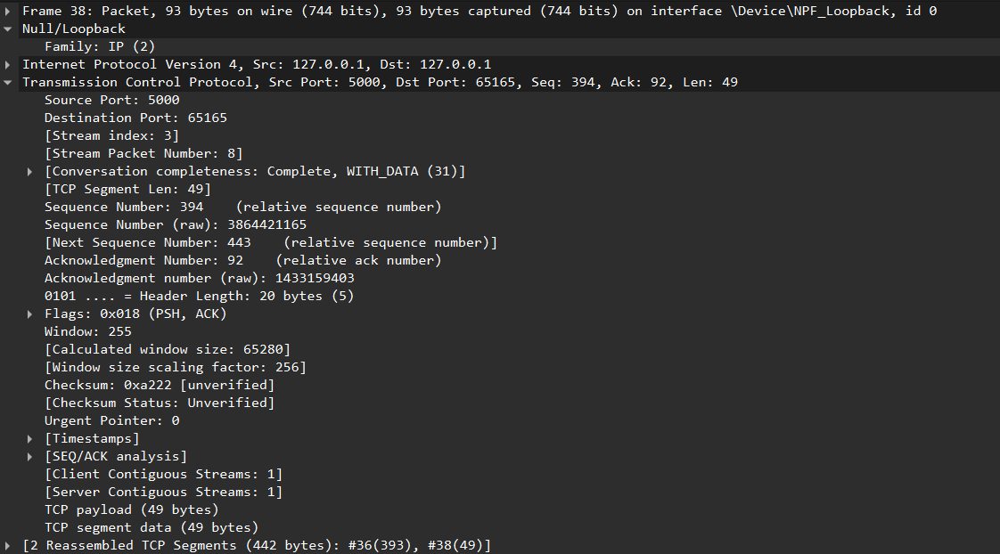 Frame 38: Packet, 93 bytes on wire (744 bits), 93 bytes captured (744 bits) on interface \Device\NPF_Loopback, id 0
Null/Loopback
Family: IP (2)
Internet Protocol Version 4, Src: 127.0.0.1, Dst: 127.0.0.1
Transmission Control Protocol, Src Port: 5000, Dst Port: 65165, Seq: 394, Ack: 92, Len: 49
Source Port: 5000
Destination Port: 65165
[Stream index: 3]
[Stream Packet Number: 8]
[Conversation completeness: Complete, WITH_DATA (31)]
[TCP Segment Len: 49]
Sequence Number: 394    (relative sequence number)
Sequence Number (raw): 3864421165
[Next Sequence Number: 443    (relative sequence number)]
Acknowledgment Number: 92    (relative ack number)
Acknowledgment number (raw): 1433159403
0101 .... = Header Length: 20 bytes (5)
Flags: 0x018 (PSH, ACK)
Window: 255
[Calculated window size: 65280]
[Window size scaling factor: 256]
Checksum: 0xa222 [unverified]
[Checksum Status: Unverified]
Urgent Pointer: 0
[Timestamps]
[SEQ/ACK analysis]
[Client Contiguous Streams: 1]
[Server Contiguous Streams: 1]
TCP payload (49 bytes)
TCP segment data (49 bytes)
[2 Reassembled TCP Segments (442 bytes): #36(393), #38(49)]